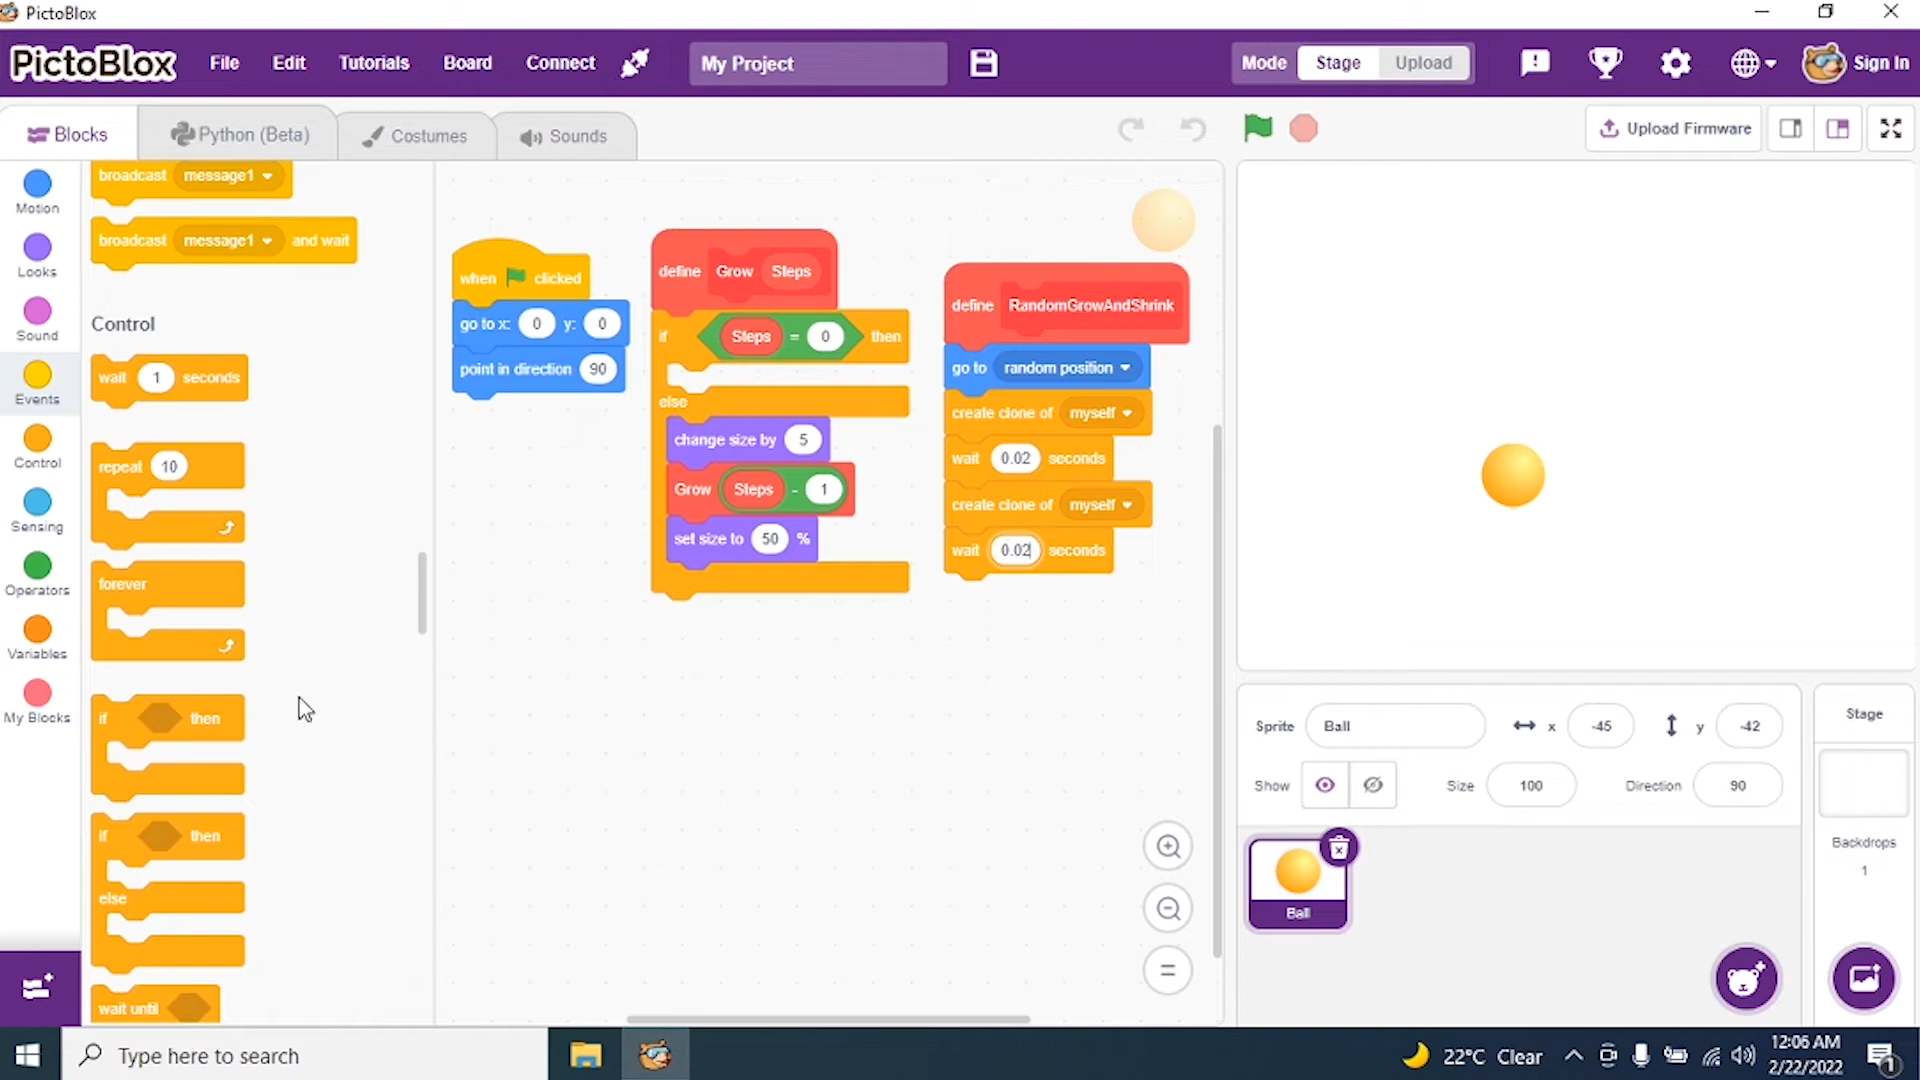 PictoBlox
PictoBlox File Edit Tutorials Board Connect My Project Mode Stage Upload Sign In
Blocks Python (Beta) Costumes Sounds Upload Firmware
Motion
Looks
Sound
Events
Control
Sensing
Operators
Variables
My Blocks
broadcast message1
broadcast message1 and wait
Control
wait 1 seconds
repeat 10
forever
if then
if then
else
wait until
when clicked
go to x: 0 y: 0
point in direction 90
define Grow Steps
if Steps = 0 then
else
change size by 5
Grow Steps - 1
set size to 50 %
define RandomGrowAndShrink
go to random position
create clone of myself
wait 0.02 seconds
create clone of myself
wait 0.02 seconds
Sprite Ball x -45 y -42
Show Size 100 Direction 90
Ball
Stage
Backdrops
1
Type here to search
22°C Clear
12:06 AM
2/22/2022
1